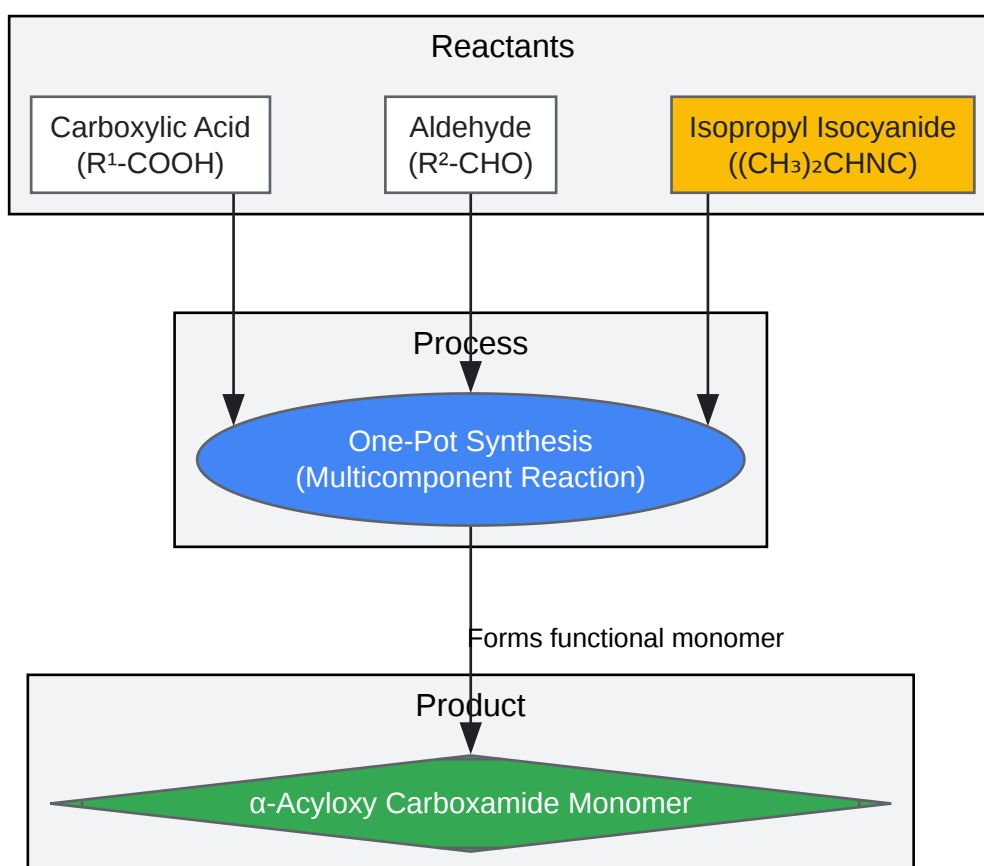 Reactants
Carboxylic Acid
(R¹-COOH)
Aldehyde
(R²-CHO)
Isopropyl Isocyanide
((CH₃)₂CHNC)
Process
One-Pot Synthesis
(Multicomponent Reaction)
Forms functional monomer
Product
α-Acyloxy Carboxamide Monomer